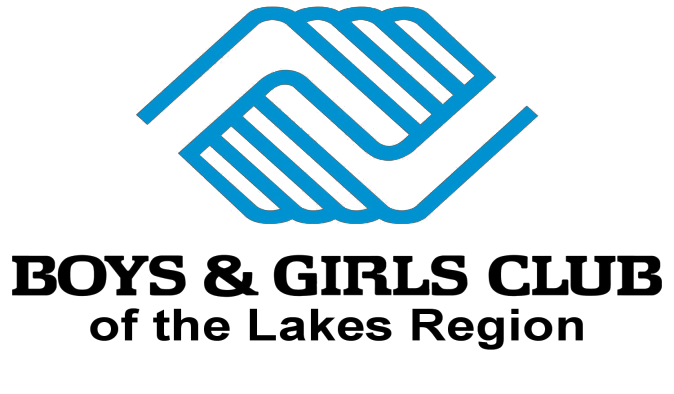 BOYS & GIRLS CLUB
of the Lakes Region